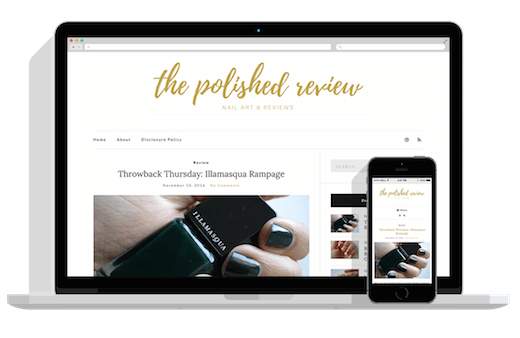 the polished review
NAIL ART & REVIEWS
Home About Disclosure Policy
Review
Throwback Thursday: Illamasqua Rampage
November 10, 2016 No Comments
SEARCH
ILLAMASQUA
the polished review
Menu
Throwback Thursday: Illamasqua
Rampage